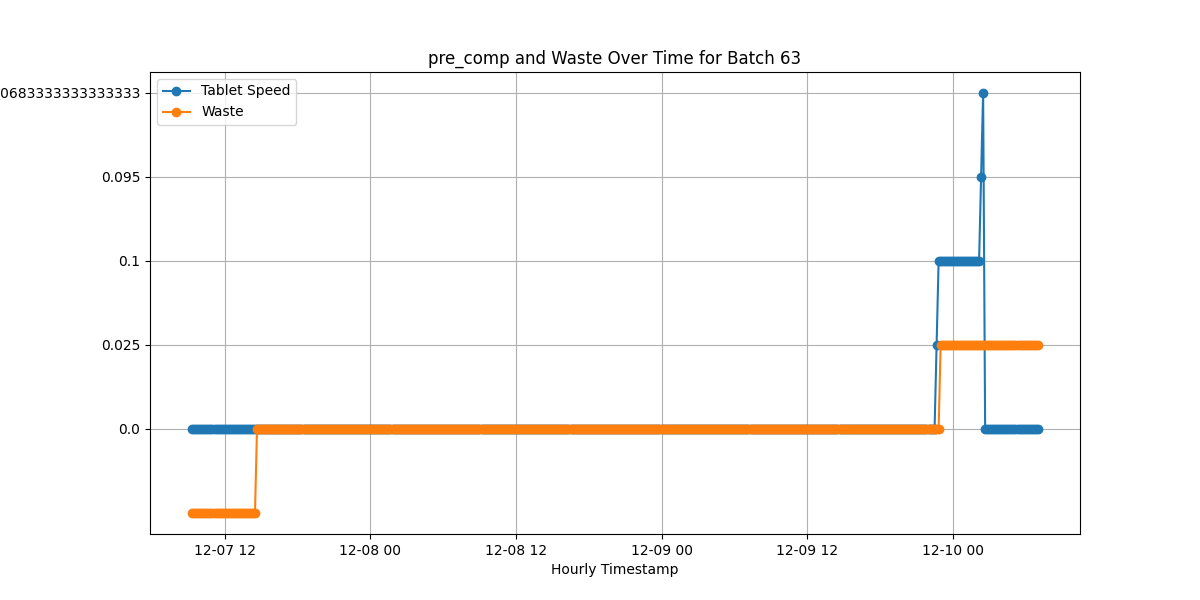 pre_comp and Waste Over Time for Batch 63
Tablet Speed
Waste
0683333333333333
0.095
0.1
0.025
0.0
12-07 12
12-08 00
12-08 12
12-09 00
12-09 12
12-10 00
Hourly Timestamp